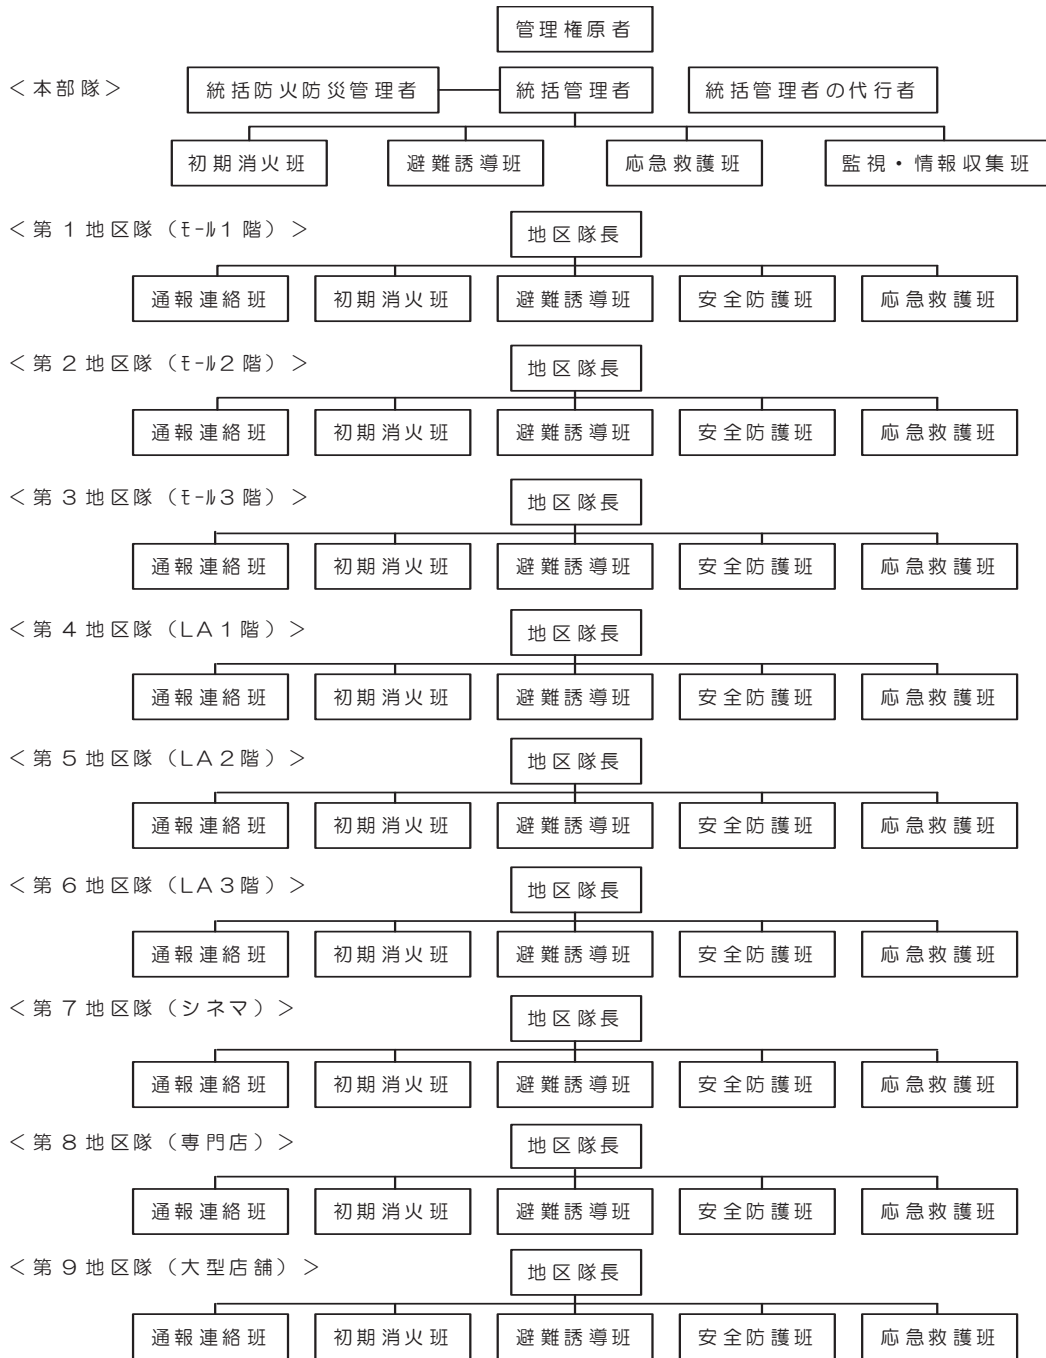 管理権原者
＜本部隊＞ 統括防火防災管理者 統括管理者 統括管理者の代行者
初期消火班 避難誘導班 応急救護班 監視・情報収集班
＜第１地区隊（ﾓｰﾙ1階）＞ 地区隊長
通報連絡班 初期消火班 避難誘導班 安全防護班 応急救護班
＜第２地区隊（ﾓｰﾙ2階）＞ 地区隊長
通報連絡班 初期消火班 避難誘導班 安全防護班 応急救護班
＜第３地区隊（ﾓｰﾙ3階）＞ 地区隊長
通報連絡班 初期消火班 避難誘導班 安全防護班 応急救護班
＜第４地区隊（LA１階）＞ 地区隊長
通報連絡班 初期消火班 避難誘導班 安全防護班 応急救護班
＜第５地区隊（LA２階）＞ 地区隊長
通報連絡班 初期消火班 避難誘導班 安全防護班 応急救護班
＜第６地区隊（LA３階）＞ 地区隊長
通報連絡班 初期消火班 避難誘導班 安全防護班 応急救護班
＜第７地区隊（シネマ）＞ 地区隊長
通報連絡班 初期消火班 避難誘導班 安全防護班 応急救護班
＜第８地区隊（専門店）＞ 地区隊長
通報連絡班 初期消火班 避難誘導班 安全防護班 応急救護班
＜第９地区隊（大型店舗）＞ 地区隊長
通報連絡班 初期消火班 避難誘導班 安全防護班 応急救護班